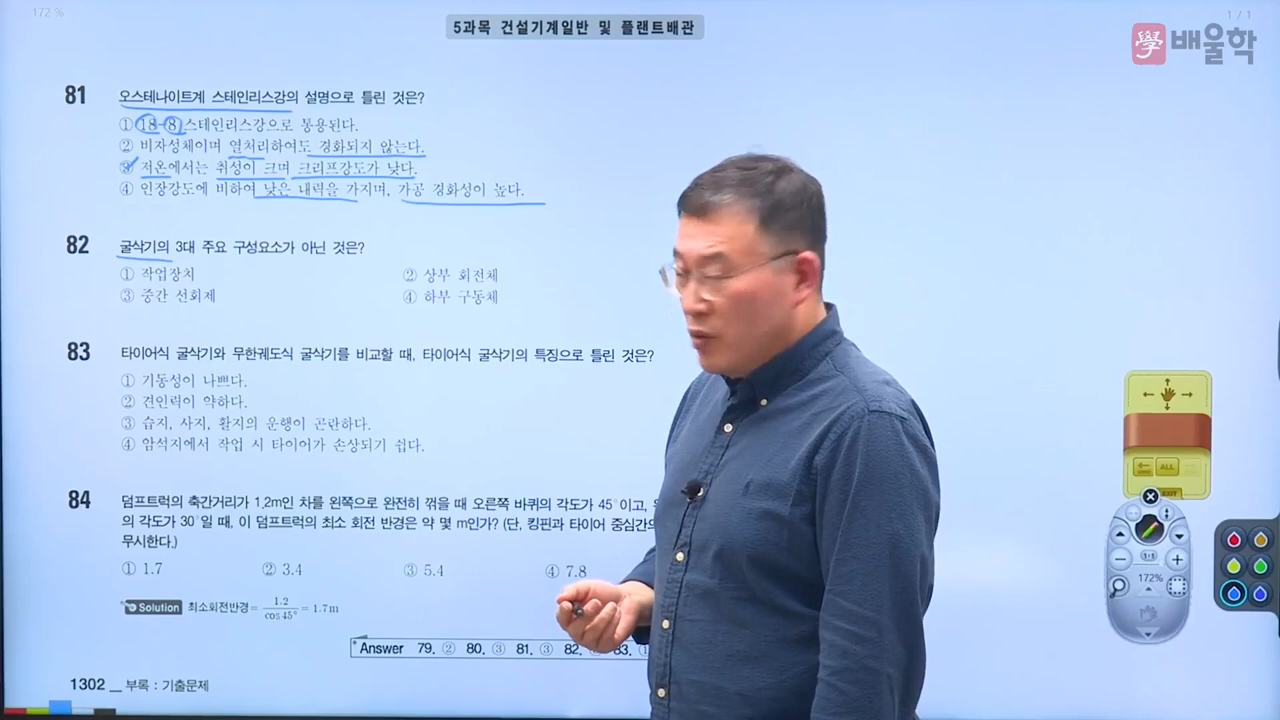 172 %
5과목 건설기계일반 및 플랜트배관
1 / 1
學 배울학
81 오스테나이트계 스테인리스강의 설명으로 틀린 것은?
① 18-8 스테인리스강으로 통용된다.
② 비자성체이며 열처리하여도 경화되지 않는다.
③ 저온에서는 취성이 크며 크리프강도가 낮다.
④ 인장강도에 비하여 낮은 내력을 가지며, 가공 경화성이 높다.
82 굴삭기의 3대 주요 구성요소가 아닌 것은?
① 작업장치 ② 상부 회전체
③ 중간 선회제 ④ 하부 구동체
83 타이어식 굴삭기와 무한궤도식 굴삭기를 비교할 때, 타이어식 굴삭기의 특징으로 틀린 것은?
① 기동성이 나쁘다.
② 견인력이 약하다.
③ 습지, 사지, 활지의 운행이 곤란하다.
④ 암석지에서 작업 시 타이어가 손상되기 쉽다.
84 덤프트럭의 축간거리가 1.2m인 차를 왼쪽으로 완전히 꺾을 때 오른쪽 바퀴의 각도가 45°이고,
의 각도가 30°일 때, 이 덤프트럭의 최소 회전 반경은 약 몇 m인가? (단, 킹핀과 타이어 중심간의
무시한다.)
① 1.7 ② 3.4 ③ 5.4 ④ 7.8
Solution 최소회전반경= 1.2 / cos45° = 1.7m
Answer 79. ② 80. ③ 81. ③ 82. 83. ①
1302 부록 : 기출문제
ALL
EXIT
1:1
172%